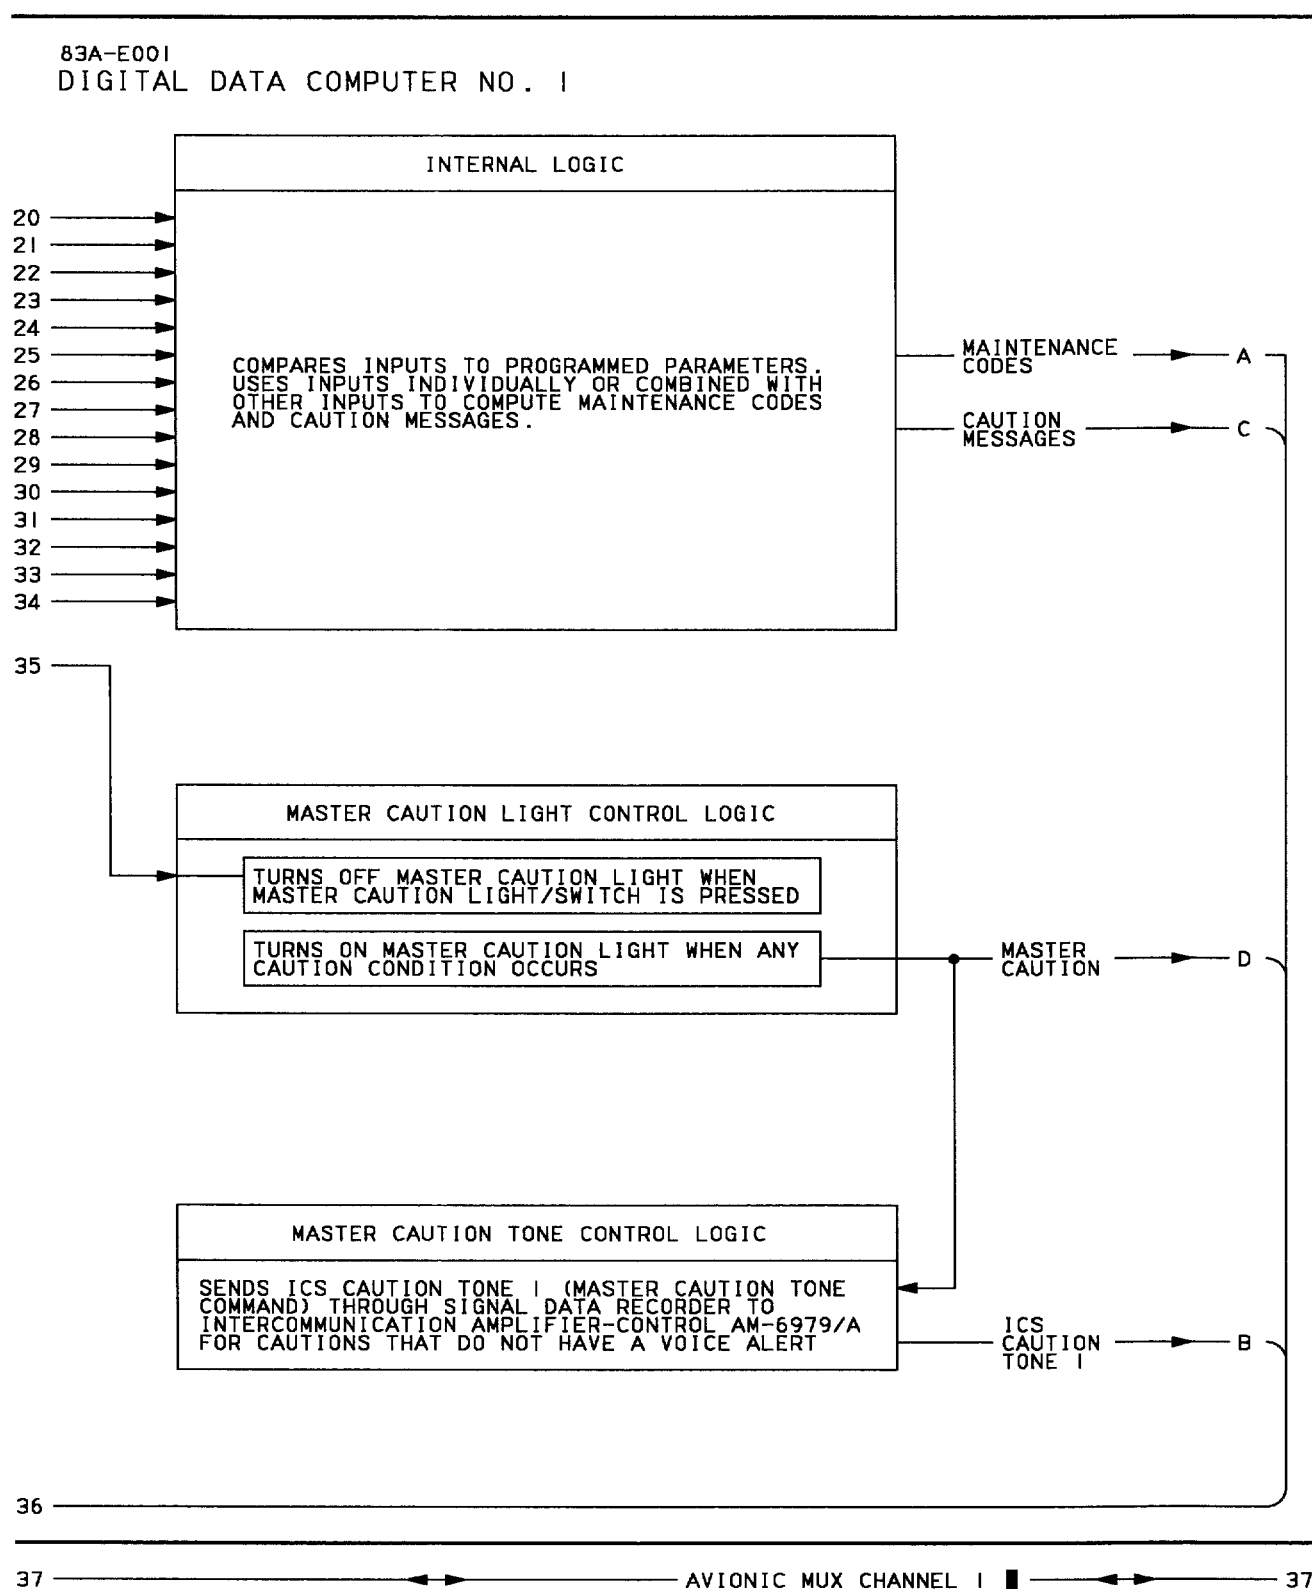 83A-E001
DIGITAL DATA COMPUTER NO. 1
INTERNAL LOGIC
20
21
22
23
24
25
26
27
28
29
30
31
32
33
34
COMPARES INPUTS TO PROGRAMMED PARAMETERS.
USES INPUTS INDIVIDUALLY OR COMBINED WITH
OTHER INPUTS TO COMPUTE MAINTENANCE CODES
AND CAUTION MESSAGES.
MAINTENANCE
CODES
A
CAUTION
MESSAGES
C
35
MASTER CAUTION LIGHT CONTROL LOGIC
TURNS OFF MASTER CAUTION LIGHT WHEN
MASTER CAUTION LIGHT/SWITCH IS PRESSED
TURNS ON MASTER CAUTION LIGHT WHEN ANY
CAUTION CONDITION OCCURS
MASTER
CAUTION
D
MASTER CAUTION TONE CONTROL LOGIC
SENDS ICS CAUTION TONE 1 (MASTER CAUTION TONE
COMMAND) THROUGH SIGNAL DATA RECORDER TO
INTERCOMMUNICATION AMPLIFIER-CONTROL AM-6979/A
FOR CAUTIONS THAT DO NOT HAVE A VOICE ALERT
ICS
CAUTION
TONE 1
B
36
37 AVIONIC MUX CHANNEL 1 37